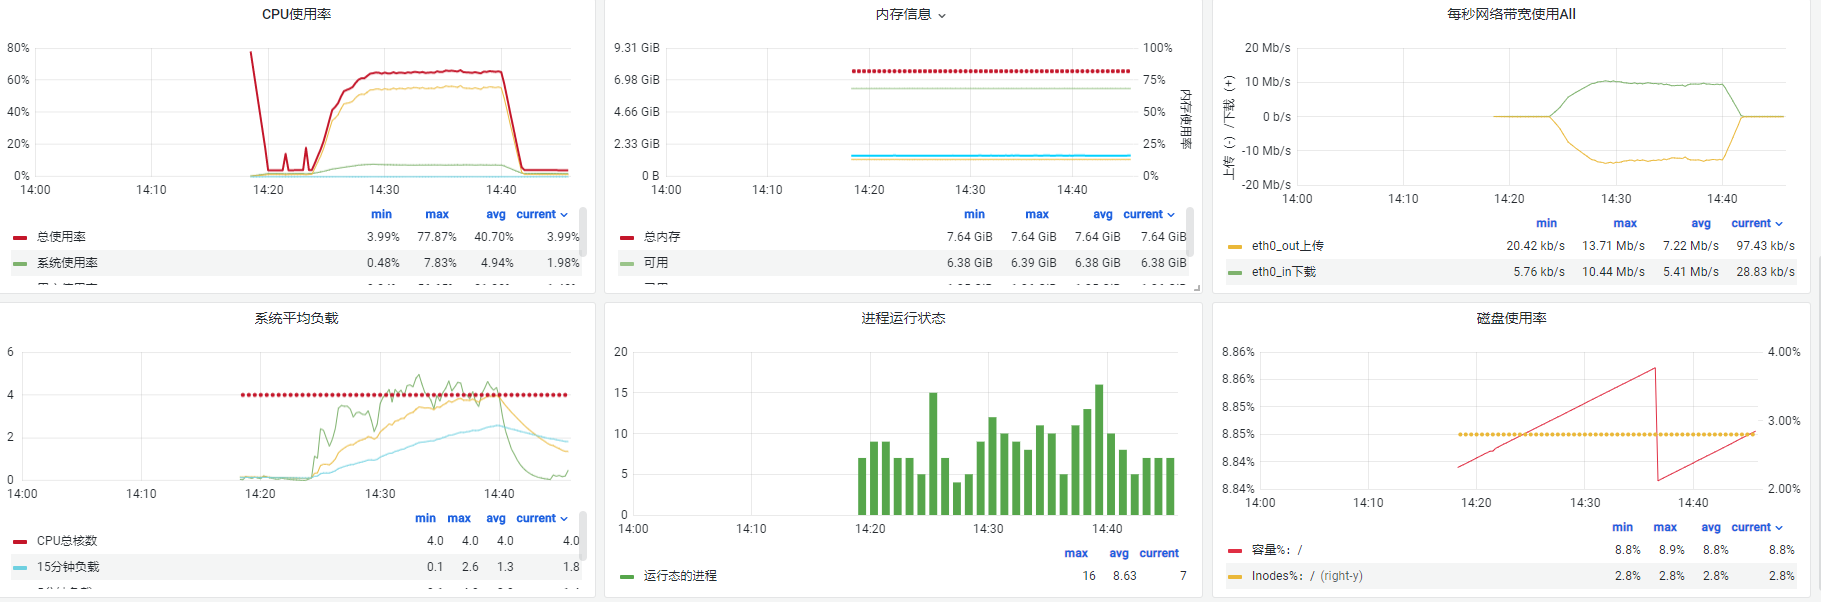 CPU使用率
80%
60%
40%
20%
0%
14:00
14:10
14:20
14:30
14:40
min max avg current
总使用率 3.99% 77.87% 40.70% 3.99%
系统使用率 0.48% 7.83% 4.94% 1.98%
内存信息
9.31 GiB
6.98 GiB
4.66 GiB
2.33 GiB
0 B
100%
75%
50%
25%
0%
内存使用率
14:00
14:10
14:20
14:30
14:40
min max avg current
总内存 7.64 GiB 7.64 GiB 7.64 GiB 7.64 GiB
可用 6.38 GiB 6.39 GiB 6.38 GiB 6.38 GiB
每秒网络带宽使用All
上传（-）/下载（+）
20 Mb/s
10 Mb/s
0 b/s
-10 Mb/s
-20 Mb/s
14:00
14:10
14:20
14:30
14:40
min max avg current
eth0_out上传 20.42 kb/s 13.71 Mb/s 7.22 Mb/s 97.43 kb/s
eth0_in下载 5.76 kb/s 10.44 Mb/s 5.41 Mb/s 28.83 kb/s
系统平均负载
6
4
2
0
14:00
14:10
14:20
14:30
14:40
min max avg current
CPU总核数 4.0 4.0 4.0 4.0
15分钟负载 0.1 2.6 1.3 1.8
进程运行状态
20
15
10
5
0
14:00
14:10
14:20
14:30
14:40
max avg current
运行态的进程 16 8.63 7
磁盘使用率
8.86%
8.86%
8.85%
8.85%
8.84%
8.84%
4.00%
3.00%
2.00%
14:00
14:10
14:20
14:30
14:40
min max avg current
容量%：/ 8.8% 8.9% 8.8% 8.8%
Inodes%：/ (right-y) 2.8% 2.8% 2.8% 2.8%